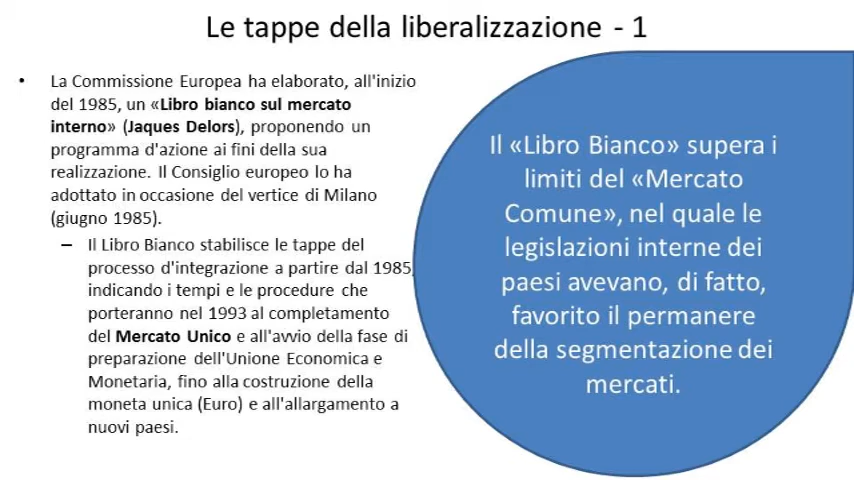 Le tappe della liberalizzazione - 1
• La Commissione Europea ha elaborato, all'inizio
del 1985, un «Libro bianco sul mercato
interno» (Jaques Delors), proponendo un
programma d'azione ai fini della sua
realizzazione. Il Consiglio europeo lo ha
adottato in occasione del vertice di Milano
(giugno 1985).
– Il Libro Bianco stabilisce le tappe del
processo d'integrazione a partire dal 1985,
indicando i tempi e le procedure che
porteranno nel 1993 al completamento
del Mercato Unico e all'avvio della fase di
preparazione dell'Unione Economica e
Monetaria, fino alla costruzione della
moneta unica (Euro) e all'allargamento a
nuovi paesi.
Il «Libro Bianco» supera i
limiti del «Mercato
Comune», nel quale le
legislazioni interne dei
paesi avevano, di fatto,
favorito il permanere
della segmentazione dei
mercati.